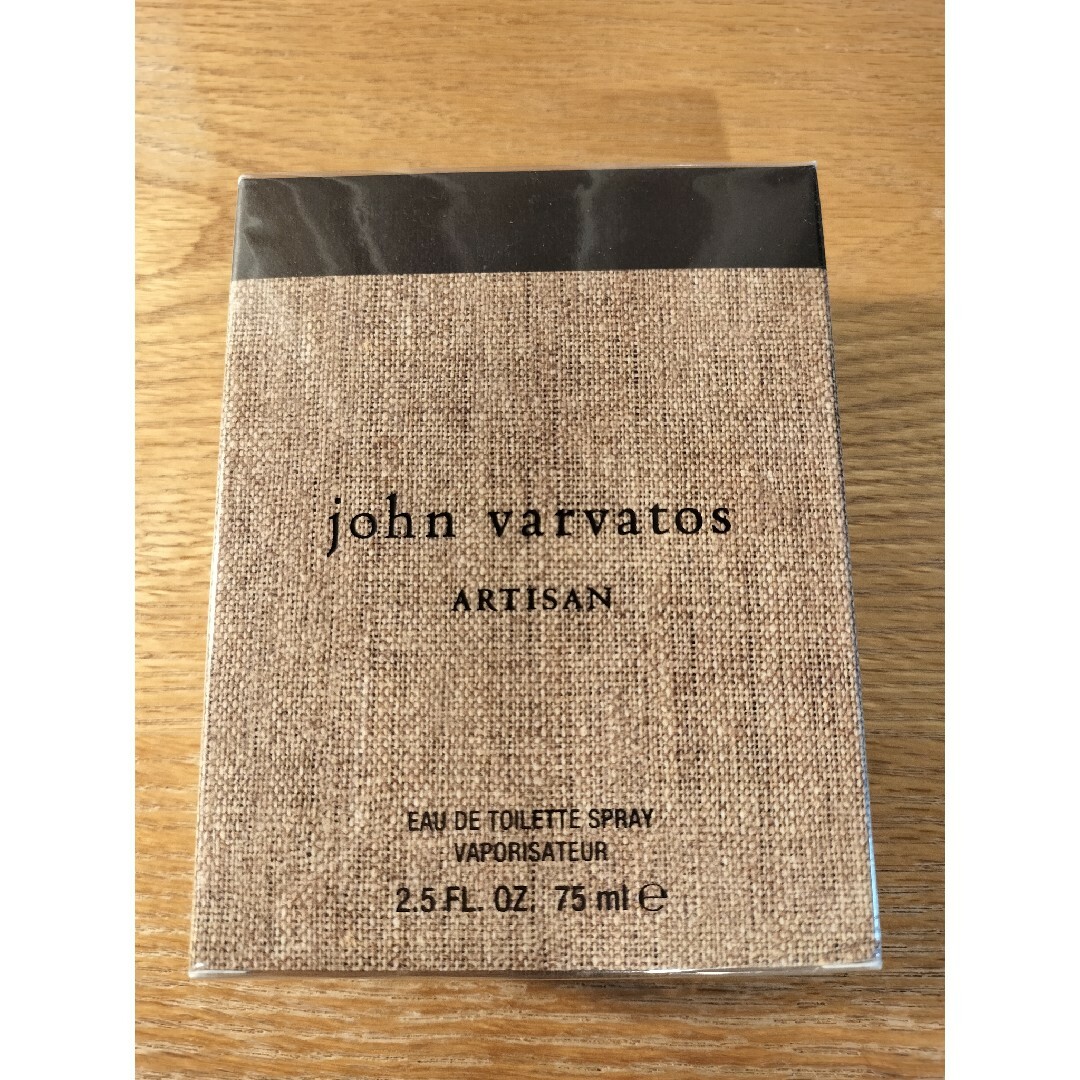 john varvatos
ARTISAN
EAU DE TOILETTE SPRAY
VAPORISATEUR
2.5 FL. OZ. 75 ml ℮